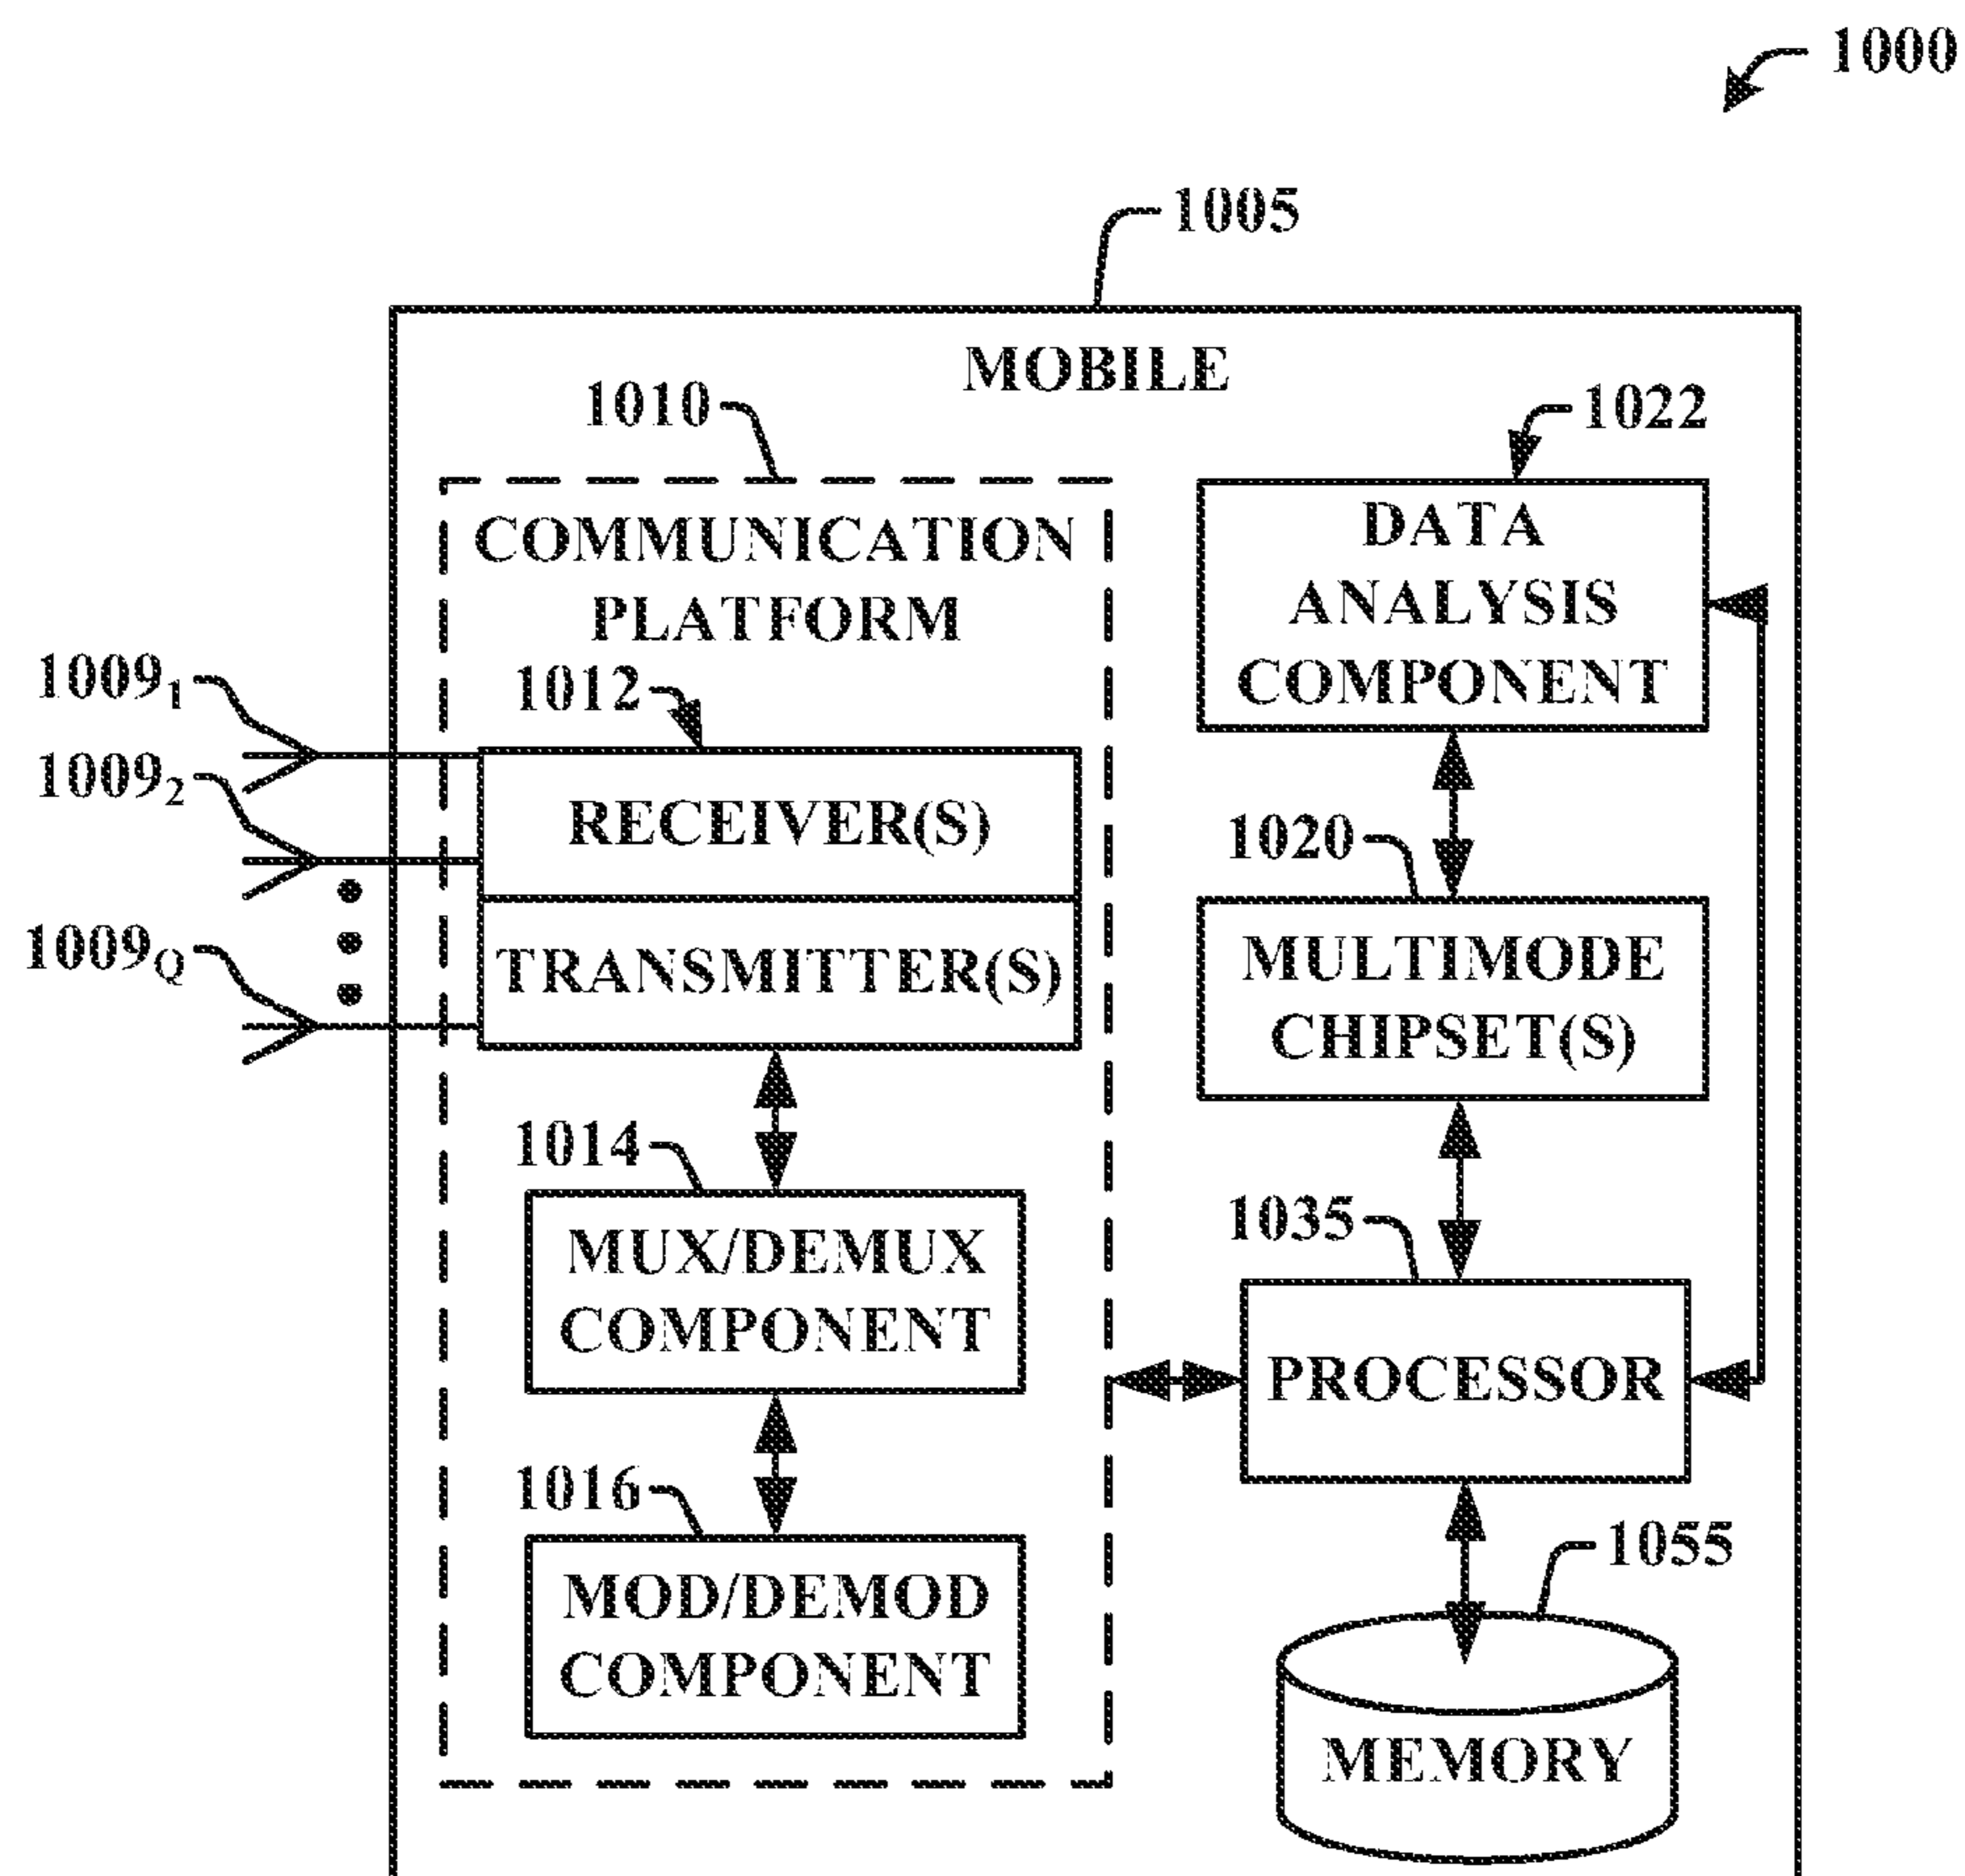 1000
1005
MOBILE
1010
1022
COMMUNICATION
PLATFORM
DATA
ANALYSIS
COMPONENT
1009₁
1012
1009₂
RECEIVER(S)
1020
1009Q
TRANSMITTER(S)
MULTIMODE
CHIPSET(S)
1014
1035
MUX/DEMUX
COMPONENT
PROCESSOR
1016
1055
MOD/DEMOD
COMPONENT
MEMORY